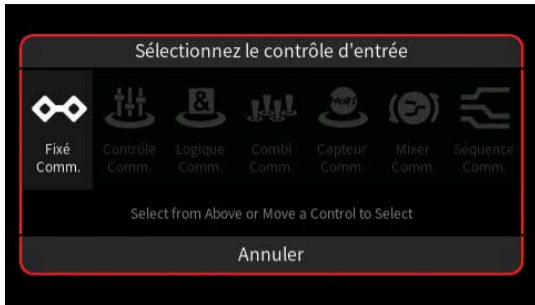 Sélectionnez le contrôle d'entrée
Fixé Contrôle Logique Combi Capteur Mixer Séquence
Comm. Comm. Comm. Comm. Comm. Comm. Comm.
Select from Above or Move a Control to Select
Annuler